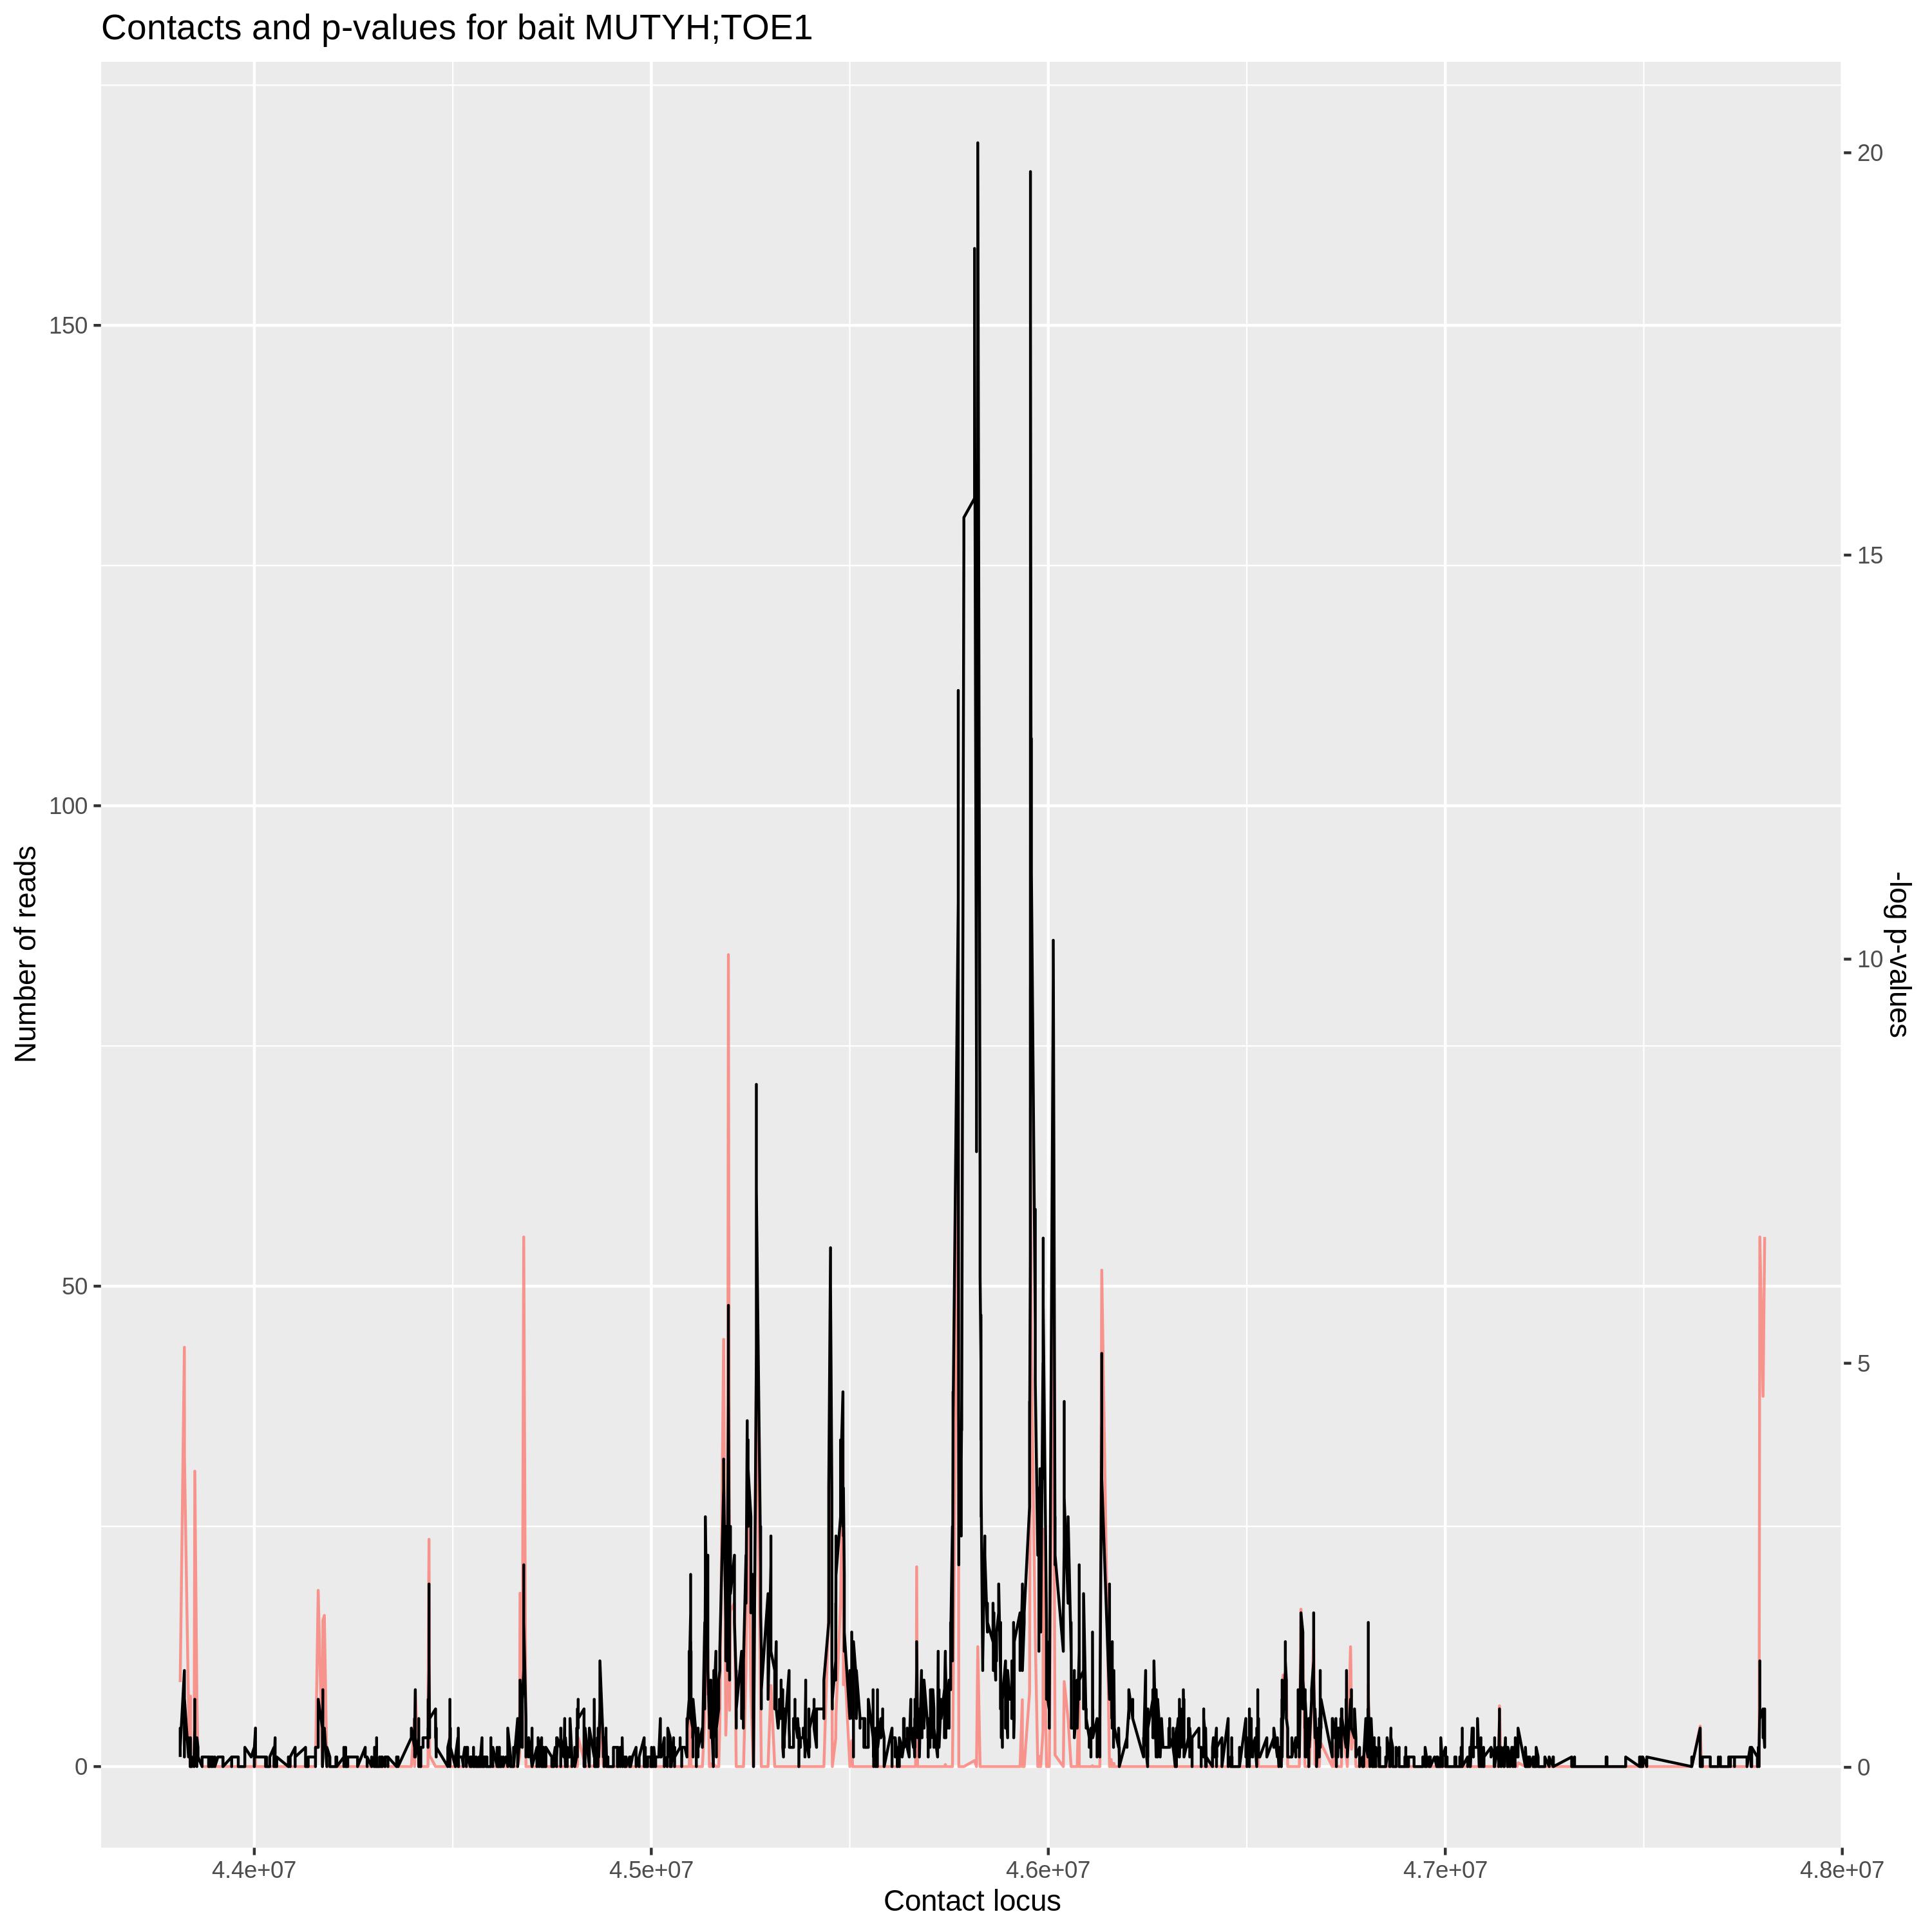 Contacts and p-values for bait MUTYH;TOE1
150
100
50
0
Number of reads
20
15
10
5
0
-log p-values
4.4e+07
4.5e+07
4.6e+07
4.7e+07
4.8e+07
Contact locus